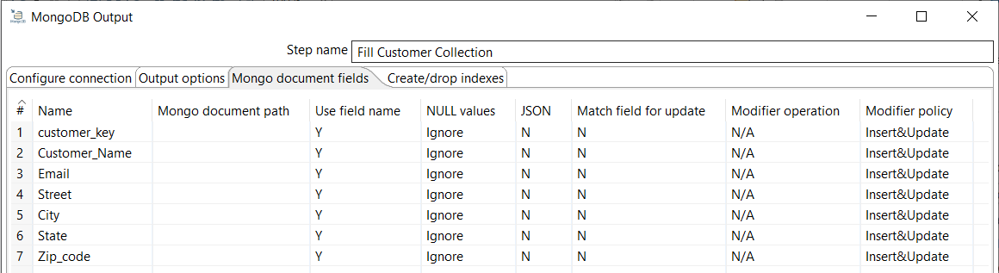 MongoDB Output
Step name Fill Customer Collection
Configure connection Output options Mongo document fields Create/drop indexes
# Name Mongo document path Use field name NULL values JSON Match field for update Modifier operation Modifier policy
1 customer_key Y Ignore N N N/A Insert&Update
2 Customer_Name Y Ignore N N N/A Insert&Update
3 Email Y Ignore N N N/A Insert&Update
4 Street Y Ignore N N N/A Insert&Update
5 City Y Ignore N N N/A Insert&Update
6 State Y Ignore N N N/A Insert&Update
7 Zip_code Y Ignore N N N/A Insert&Update